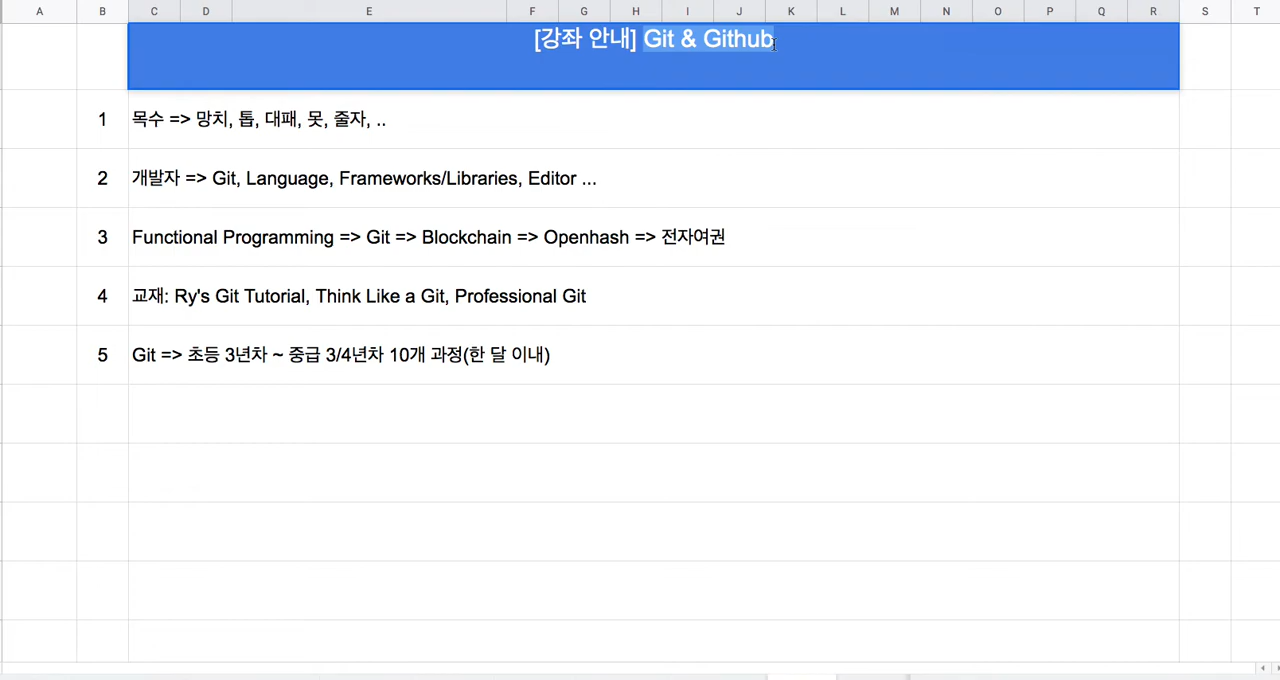 A B C D E F G H I J K L M N O P Q R S T
[강좌 안내] Git & Github
1 목수 => 망치, 톱, 대패, 못, 줄자, ..
2 개발자 => Git, Language, Frameworks/Libraries, Editor ...
3 Functional Programming => Git => Blockchain => Openhash => 전자여권
4 교재: Ry's Git Tutorial, Think Like a Git, Professional Git
5 Git => 초등 3년차 ~ 중급 3/4년차 10개 과정(한 달 이내)